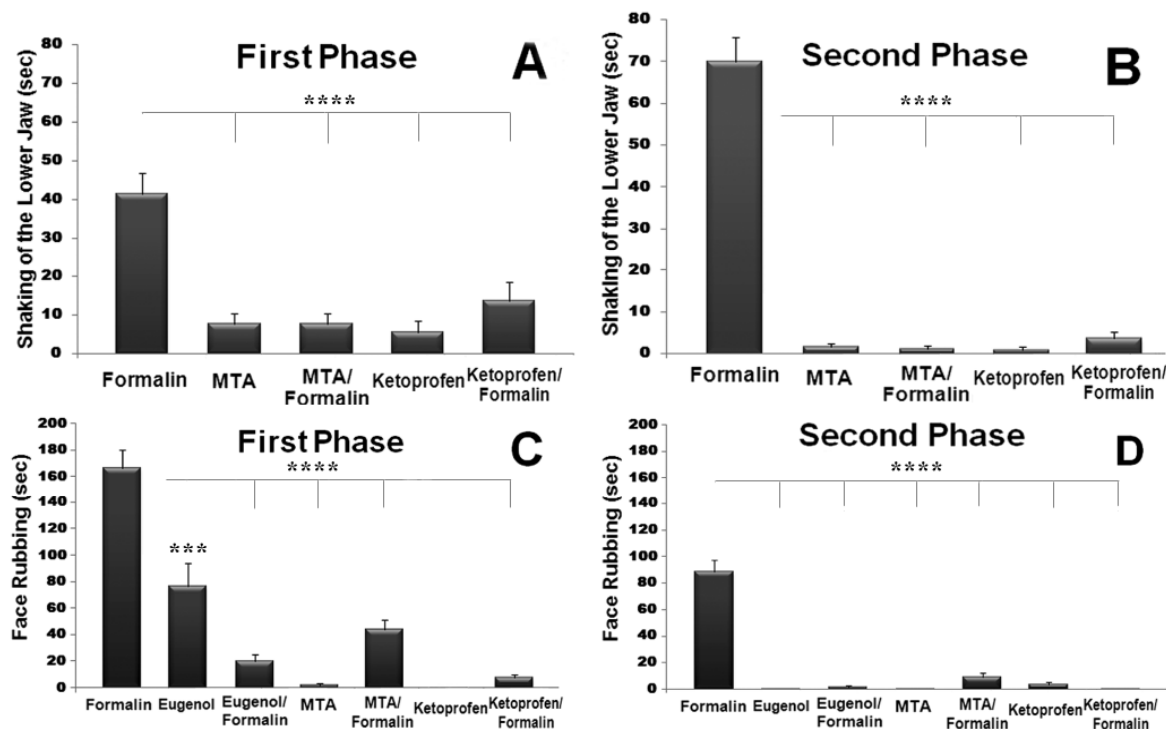 First Phase
A
Shaking of the Lower Jaw (sec)
80
70
60
50
40
30
20
10
0
****
Formalin
MTA
MTA/
Formalin
Ketoprofen
Ketoprofen/
Formalin
Second Phase
B
Shaking of the Lower Jaw (sec)
80
70
60
50
40
30
20
10
0
****
Formalin
MTA
MTA/
Formalin
Ketoprofen
Ketoprofen/
Formalin
First Phase
C
Face Rubbing (sec)
200
180
160
140
120
100
80
60
40
20
0
****
***
Formalin
Eugenol
Eugenol/
Formalin
MTA
MTA/
Formalin
Ketoprofen
Ketoprofen/
Formalin
Second Phase
D
Face Rubbing (sec)
200
180
160
140
120
100
80
60
40
20
0
****
Formalin
Eugenol
Eugenol/
Formalin
MTA
MTA/
Formalin
Ketoprofen
Ketoprofen/
Formalin